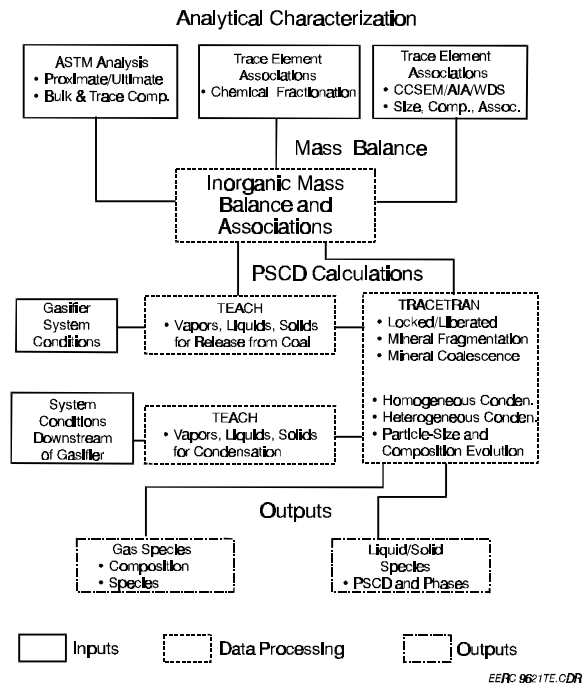 Analytical Characterization
ASTM Analysis
• Proximate/Ultimate
• Bulk & Trace Comp.
Trace Element
Associations
• Chemical Fractionation
Trace Element
Associations
• CCSEM/AIA/WDS
• Size, Comp., Assoc.
Mass Balance
Inorganic Mass
Balance and
Associations
PSCD Calculations
Gasifier
System
Conditions
TEACH
• Vapors, Liquids, Solids
for Release from Coal
TRACETRAN
• Locked/Liberated
• Mineral Fragmentation
• Mineral Coalescence
• Homogeneous Conden.
• Heterogeneous Conden.
• Particle-Size and
Composition Evolution
System
Conditions
Downstream
of Gasifier
TEACH
• Vapors, Liquids, Solids
for Condensation
Outputs
Gas Species
• Composition
• Species
Liquid/Solid
Species
• PSCD and Phases
Inputs
Data Processing
Outputs
EERC 9621TE.CDR